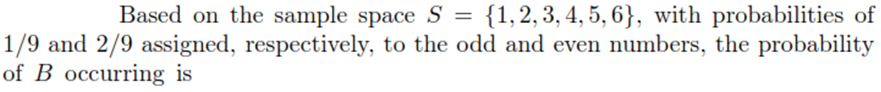 Based on the sample space S = {1, 2, 3, 4, 5, 6}, with probabilities of
1/9 and 2/9 assigned, respectively, to the odd and even numbers, the probability
of B occurring is